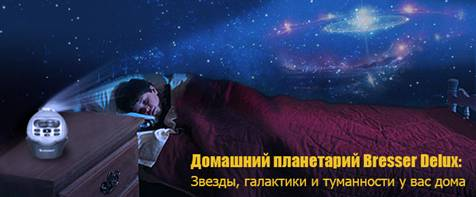 Домашний планетарий Bresser Delux:
Звезды, галактики и туманности у вас дома